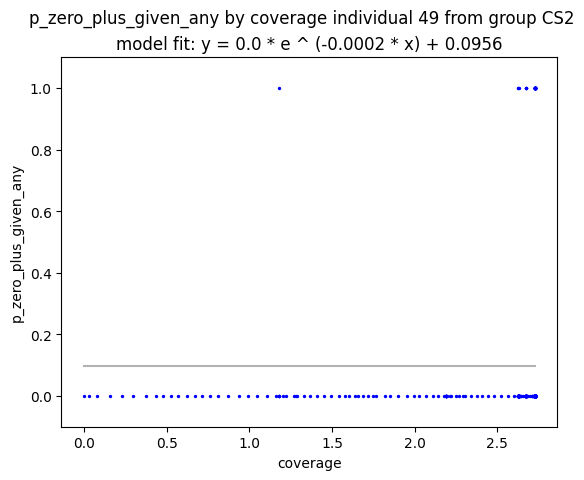 p_zero_plus_given_any by coverage individual 49 from group CS2
model fit: y = 0.0 * e ^ (-0.0002 * x) + 0.0956
1.0
0.8
0.6
0.4
0.2
0.0
p_zero_plus_given_any
0.0 0.5 1.0 1.5 2.0 2.5
coverage